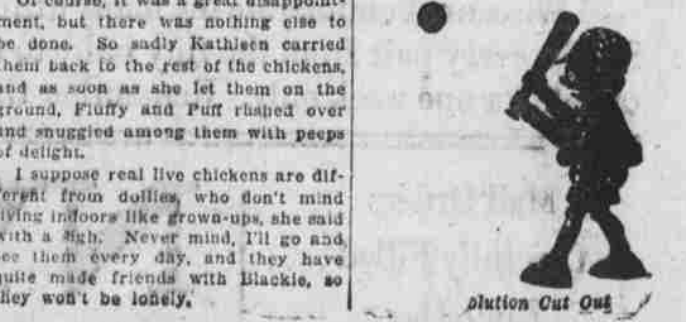 Of course, it was a great disappoint-
ment, but there was nothing else to
be done. So sadly Kathleen carried
them back to the rest of the chickens,
and as soon as she let them on the
ground, Fluffy and Puff rushed over
and snuggled among them with peeps
of delight.
I suppose real live chickens are dif-
ferent from dollies, who don't mind
living indoors like grown-ups, she said
with a sigh. Never mind, I'll go and
see them every day, and they have
quite made friends with Blackie, so
they won't be lonely.
olution Cut Out